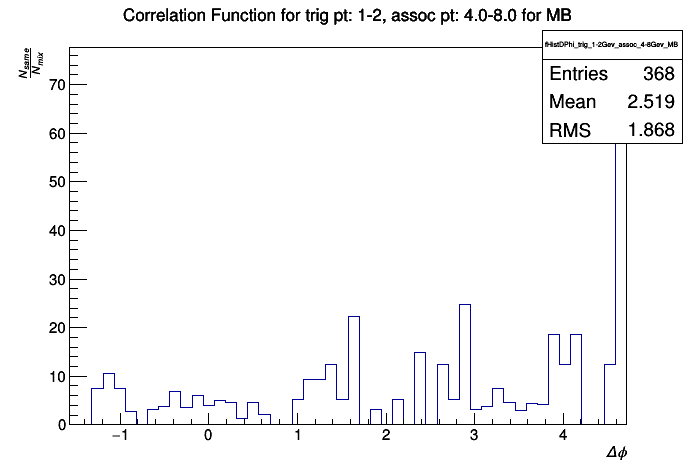 Correlation Function for trig pt: 1-2, assoc pt: 4.0-8.0 for MB
fHistDPhi_trig_1-2Gev_assoc_4-8Gev_MB
Entries 368
Mean 2.519
RMS 1.868
N_same
N_mix
70
60
50
40
30
20
10
0
−1 0 1 2 3 4
Δφ